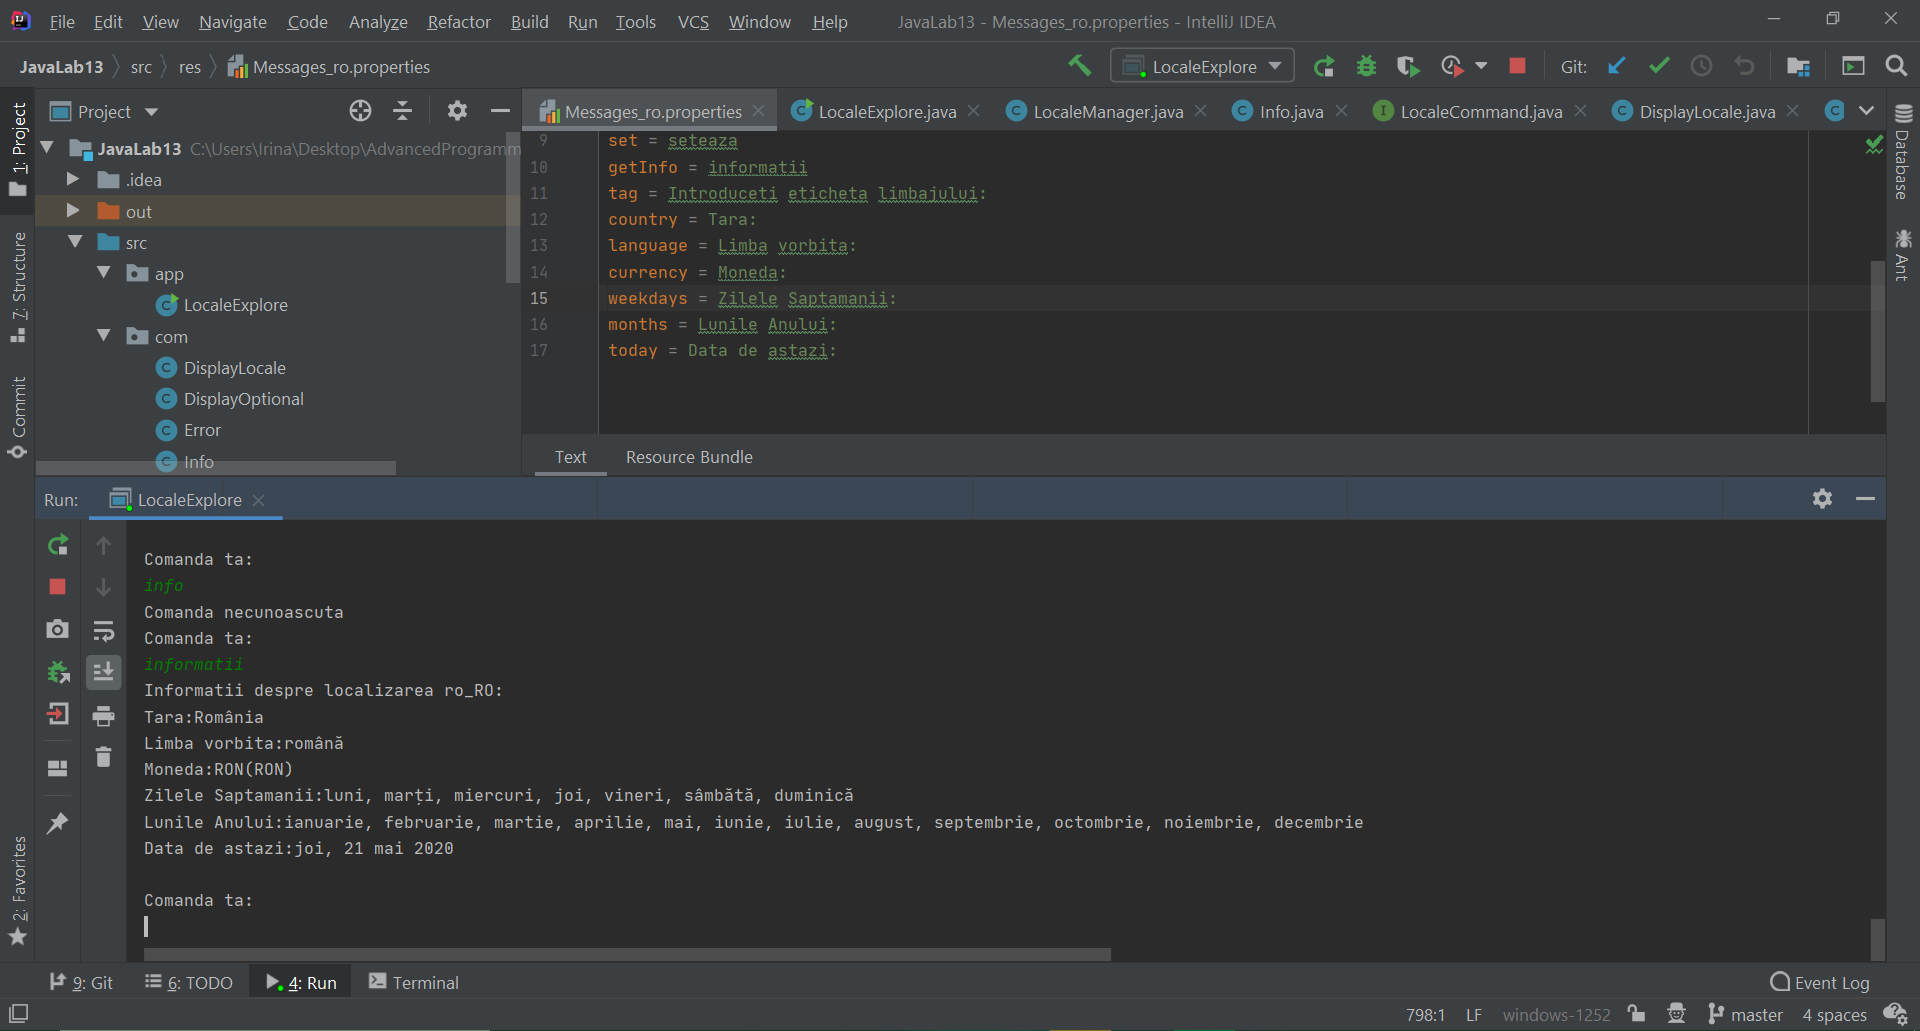 File Edit View Navigate Code Analyze Refactor Build Run Tools VCS Window Help JavaLab13 - Messages_ro.properties - IntelliJ IDEA
JavaLab13 src res Messages_ro.properties LocaleExplore Git:
1: Project
7: Structure
Commit
2: Favorites
Project
JavaLab13 C:\Users\Irina\Desktop\AdvancedProgramm
.idea
out
src
app
LocaleExplore
com
DisplayLocale
DisplayOptional
Error
Info
Messages_ro.properties LocaleExplore.java LocaleManager.java Info.java LocaleCommand.java DisplayLocale.java
9 set = seteaza
10 getInfo = informatii
11 tag = Introduceti eticheta limbajului:
12 country = Tara:
13 language = Limba vorbita:
14 currency = Moneda:
15 weekdays = Zilele Saptamanii:
16 months = Lunile Anului:
17 today = Data de astazi:
Text Resource Bundle
Database
Ant
Run: LocaleExplore
Comanda ta:
info
Comanda necunoascuta
Comanda ta:
informatii
Informatii despre localizarea ro_RO:
Tara:România
Limba vorbita:română
Moneda:RON(RON)
Zilele Saptamanii:luni, marți, miercuri, joi, vineri, sâmbătă, duminică
Lunile Anului:ianuarie, februarie, martie, aprilie, mai, iunie, iulie, august, septembrie, octombrie, noiembrie, decembrie
Data de astazi:joi, 21 mai 2020
Comanda ta:
9: Git 6: TODO 4: Run Terminal Event Log
798:1 LF windows-1252 master 4 spaces